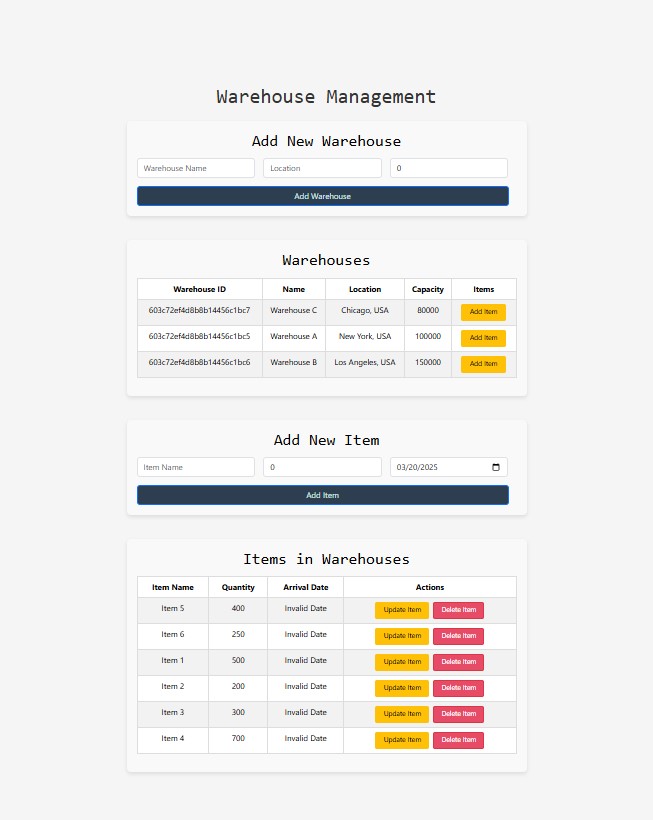 Warehouse Management
Add New Warehouse
Warehouse Name Location 0
Add Warehouse
Warehouses
Warehouse ID Name Location Capacity Items
603c72ef4d8b8b14456c1bc7 Warehouse C Chicago, USA 80000 Add Item
603c72ef4d8b8b14456c1bc5 Warehouse A New York, USA 100000 Add Item
603c72ef4d8b8b14456c1bc6 Warehouse B Los Angeles, USA 150000 Add Item
Add New Item
Item Name 0 03/20/2025
Add Item
Items in Warehouses
Item Name Quantity Arrival Date Actions
Item 5 400 Invalid Date Update Item Delete Item
Item 6 250 Invalid Date Update Item Delete Item
Item 1 500 Invalid Date Update Item Delete Item
Item 2 200 Invalid Date Update Item Delete Item
Item 3 300 Invalid Date Update Item Delete Item
Item 4 700 Invalid Date Update Item Delete Item